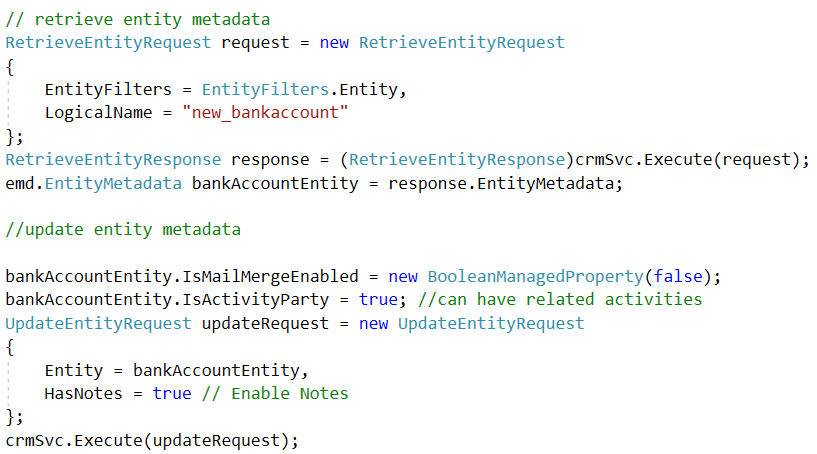 // retrieve entity metadata
RetrieveEntityRequest request = new RetrieveEntityRequest
{
    EntityFilters = EntityFilters.Entity,
    LogicalName = "new_bankaccount"
};
RetrieveEntityResponse response = (RetrieveEntityResponse)crmSvc.Execute(request);
emd.EntityMetadata bankAccountEntity = response.EntityMetadata;

//update entity metadata

bankAccountEntity.IsMailMergeEnabled = new BooleanManagedProperty(false);
bankAccountEntity.IsActivityParty = true; //can have related activities
UpdateEntityRequest updateRequest = new UpdateEntityRequest
{
    Entity = bankAccountEntity,
    HasNotes = true // Enable Notes
};
crmSvc.Execute(updateRequest);